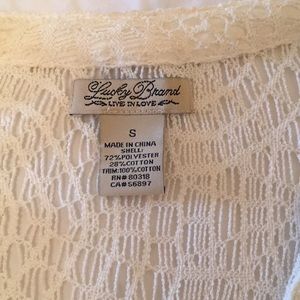 Lucky Brand
LIVE IN LOVE
S
MADE IN CHINA
SHELL:
72%POLYESTER
28%COTTON
TRIM:100%COTTON
RN# 80318
CA# 56897